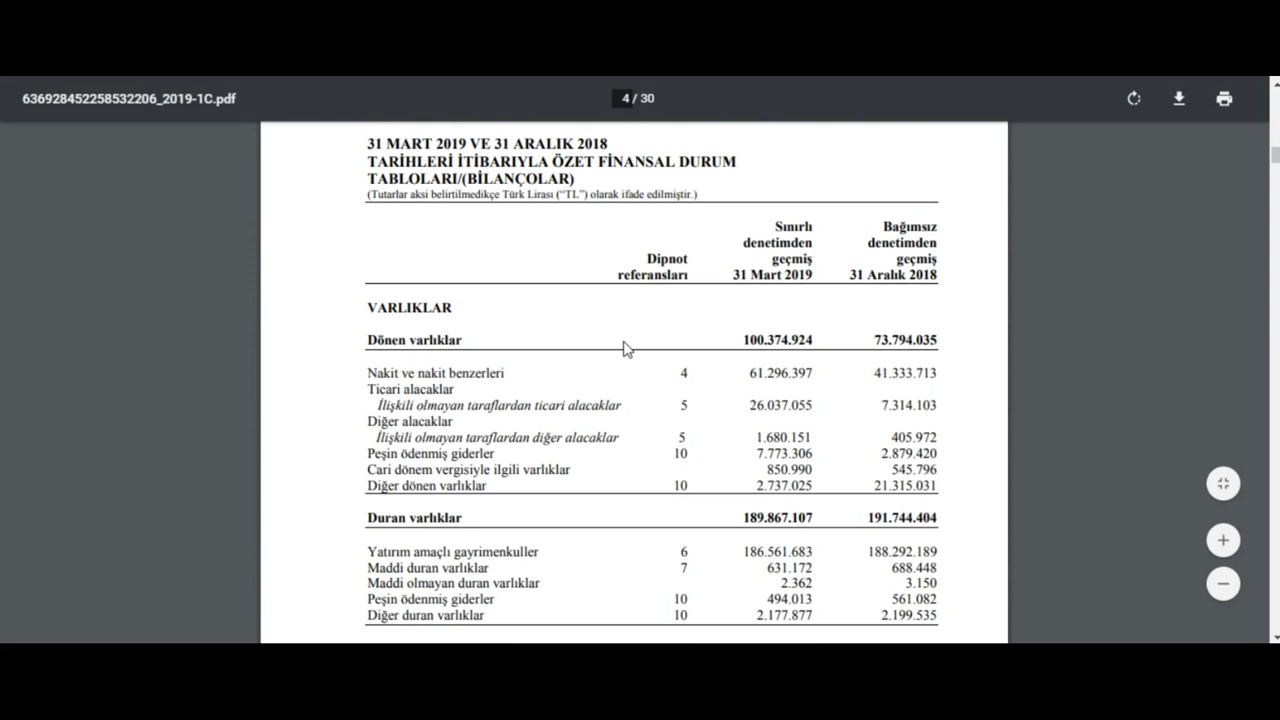 636928452258532206_2019-1C.pdf
4 / 30
31 MART 2019 VE 31 ARALIK 2018
TARİHLERİ İTİBARIYLA ÖZET FİNANSAL DURUM
TABLOLARI/(BİLANÇOLAR)
(Tutarlar aksi belirtilmedikçe Türk Lirası (“TL”) olarak ifade edilmiştir.)
Sınırlı Bağımsız
denetimden denetimden
Dipnot geçmiş geçmiş
referansları 31 Mart 2019 31 Aralık 2018
VARLIKLAR
Dönen varlıklar 100.374.924 73.794.035
Nakit ve nakit benzerleri 4 61.296.397 41.333.713
Ticari alacaklar
İlişkili olmayan taraflardan ticari alacaklar 5 26.037.055 7.314.103
Diğer alacaklar
İlişkili olmayan taraflardan diğer alacaklar 5 1.680.151 405.972
Peşin ödenmiş giderler 10 7.773.306 2.879.420
Cari dönem vergisiyle ilgili varlıklar 850.990 545.796
Diğer dönen varlıklar 10 2.737.025 21.315.031
Duran varlıklar 189.867.107 191.744.404
Yatırım amaçlı gayrimenkuller 6 186.561.683 188.292.189
Maddi duran varlıklar 7 631.172 688.448
Maddi olmayan duran varlıklar 2.362 3.150
Peşin ödenmiş giderler 10 494.013 561.082
Diğer duran varlıklar 10 2.177.877 2.199.535